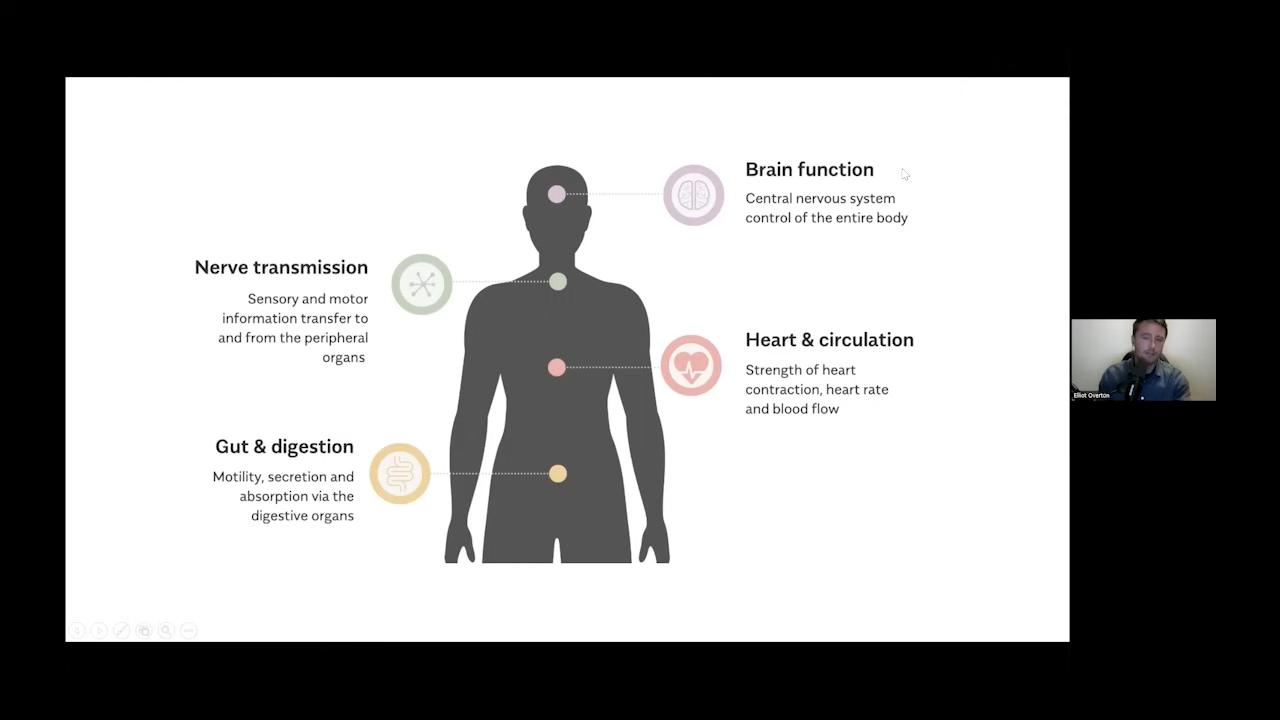 Brain function
Central nervous system
control of the entire body
Nerve transmission
Sensory and motor
information transfer to
and from the peripheral
organs
Heart & circulation
Strength of heart
contraction, heart rate
and blood flow
Gut & digestion
Motility, secretion and
absorption via the
digestive organs
Elliot Overton